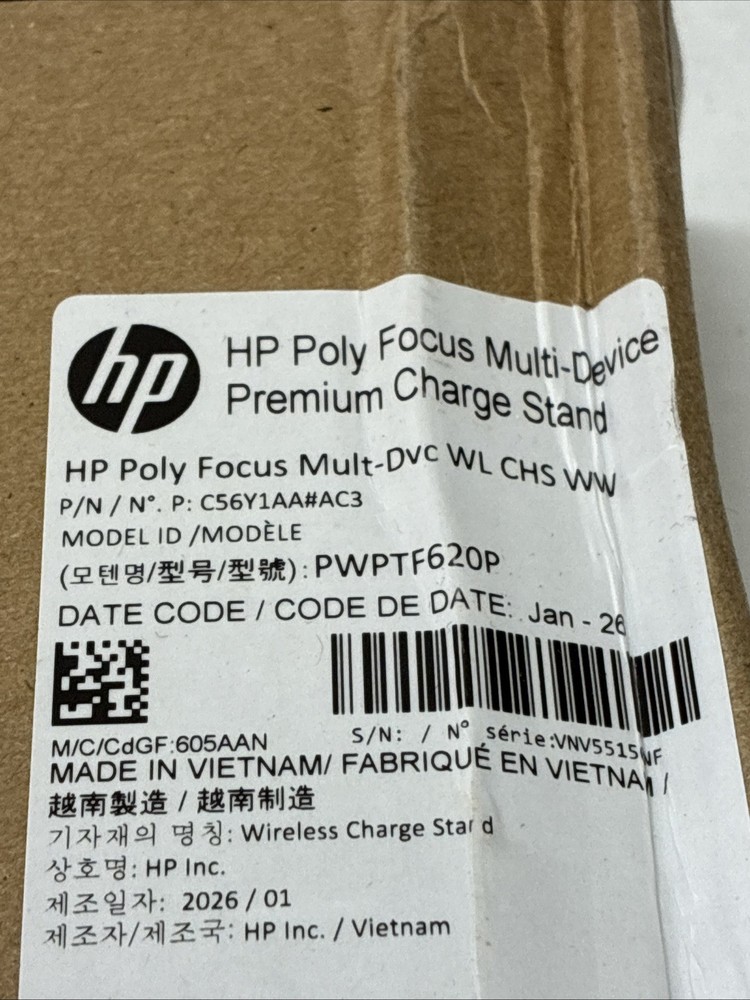 hp
HP Poly Focus Multi-Device
Premium Charge Stand
HP Poly Focus Mult-Dvc WL CHS WW
P/N / N°. P: C56Y1AA#AC3
MODEL ID /MODÈLE
(모텐명/型号/型號): PWPTF620P
DATE CODE / CODE DE DATE: Jan - 26
M/C/CdGF:605AAN
S/N: / N° série:
MADE IN VIETNAM/ FABRIQUÉ EN VIETNAM /
越南製造 / 越南制造
기자재의 명칭: Wireless Charge Stand
상호명: HP Inc.
제조일자: 2026 / 01
제조자/제조국: HP Inc. / Vietnam